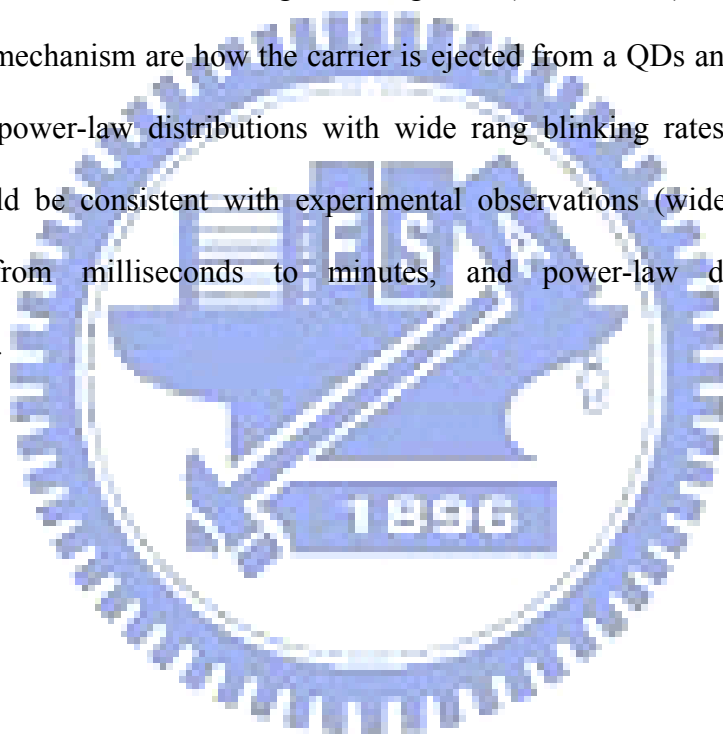 mechanism are how the carrier is ejected from a QDs an
power-law distributions with wide rang blinking rates
ld be consistent with experimental observations (wide
from milliseconds to minutes, and power-law d
ES
1896